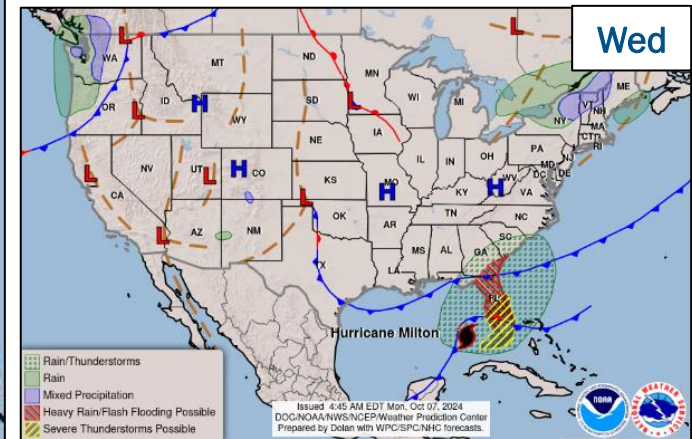 Wed
L
L
WA
MT
ND
MN
ME
OR
ID
H
SD
L
WI
MI
VT
NH
NY
MA
CT
RI
L
WY
IA
NE
PA
NJ
MD
DE
DC
OH
IN
IL
NV
UT
L
H
CO
KS
MO
H
WV
H
VA
KY
L
CA
L
AZ
NM
L
OK
AR
TN
NC
SC
MS
AL
GA
TX
LA
FL
Hurricane Milton
Rain/Thunderstorms
Rain
Mixed Precipitation
Heavy Rain/Flash Flooding Possible
Severe Thunderstorms Possible
Issued 4:45 AM EDT Mon, Oct 07, 2024
DOC/NOAA/NWS/NCEP/Weather Prediction Center
Prepared by Dolan with WPC/SPC/NHC forecasts.
NOAA
NATIONAL WEATHER SERVICE